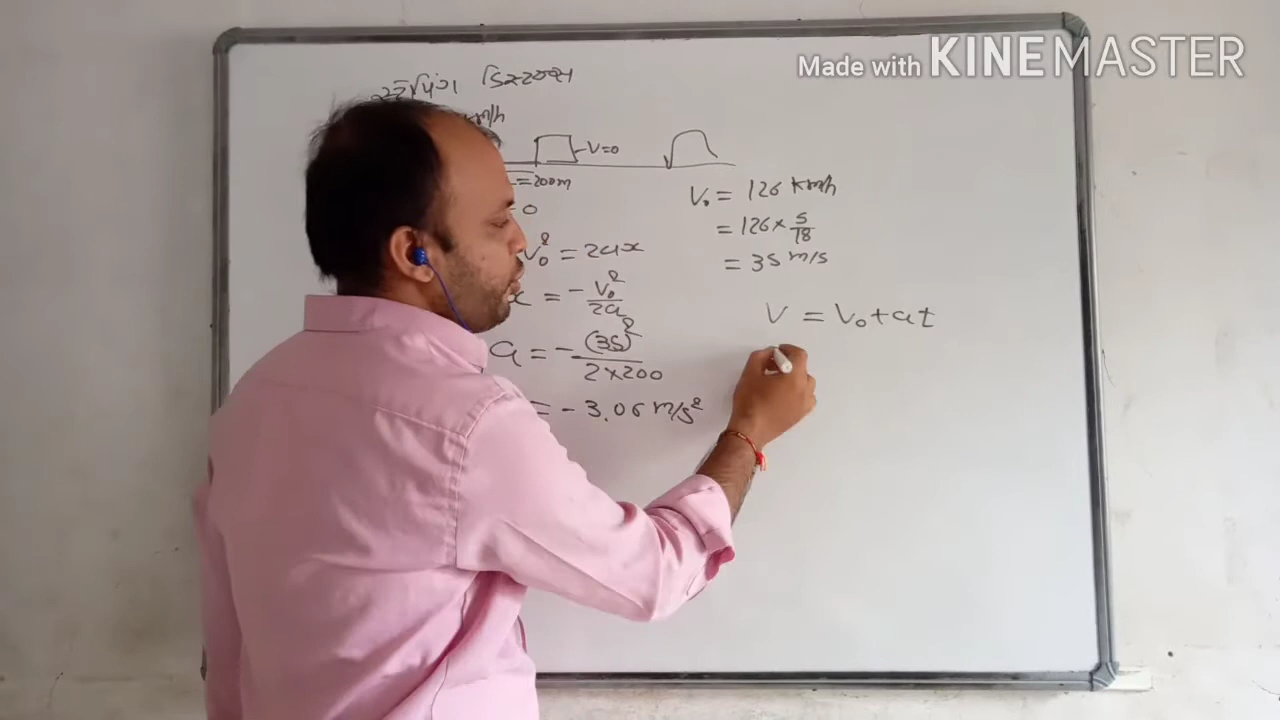 Made with KINEMASTER
m/h
V=0
=200m
= 0
V₀² = 2ax
x = -V₀²/2a
a = -(35)²/2×200
= -3.06 m/s²
V₀ = 126 km/h
= 126 × 5/18
= 35 m/s
V = V₀ + at